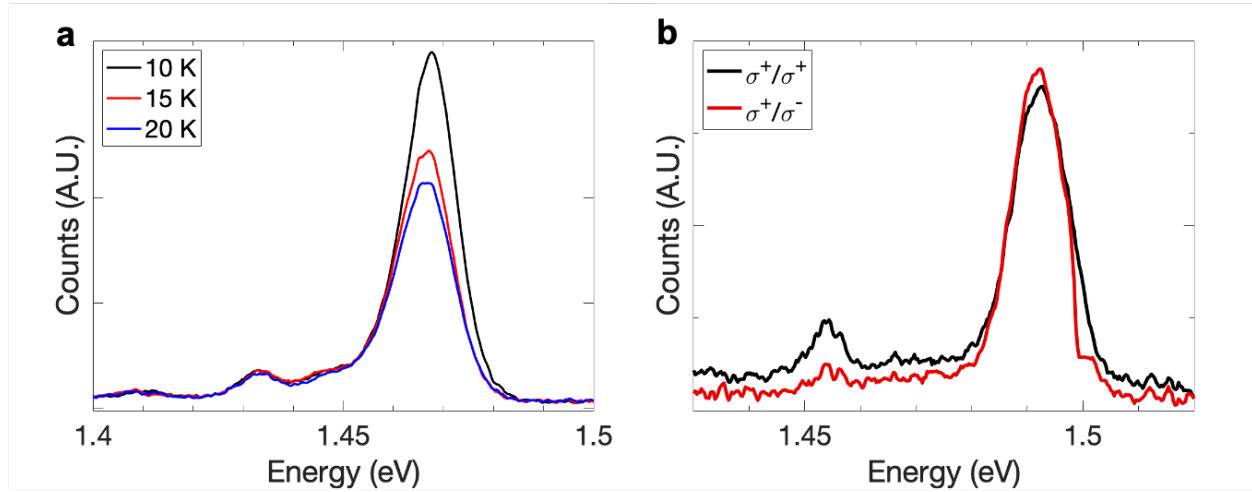 a
10 K
15 K
20 K
Counts (A.U.)
1.4
1.45
1.5
Energy (eV)
b
σ+/σ+
σ+/σ-
Counts (A.U.)
1.45
1.5
Energy (eV)